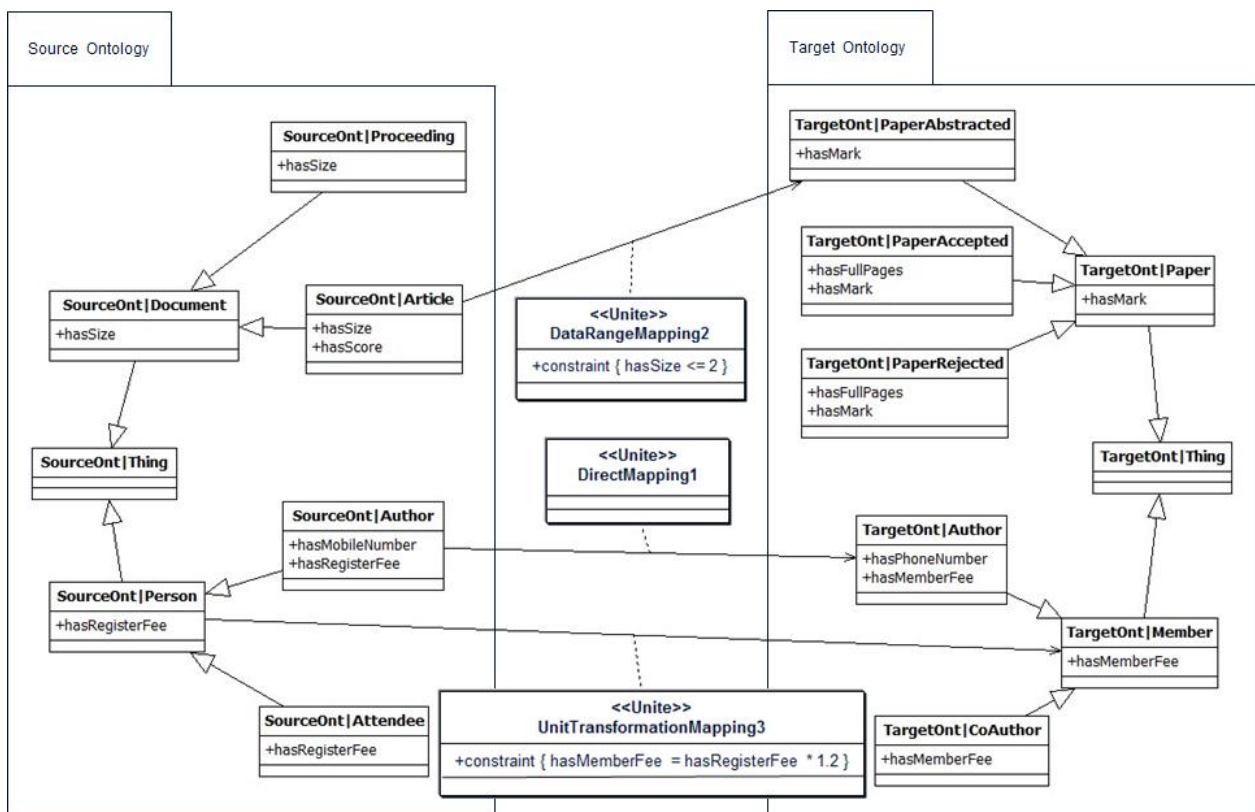 Source Ontology
Target Ontology
SourceOnt|Proceeding
+hasSize
TargetOnt|PaperAbstracted
+hasMark
TargetOnt|PaperAccepted
+hasFullPages
+hasMark
TargetOnt|Paper
+hasMark
SourceOnt|Document
+hasSize
SourceOnt|Article
+hasSize
+hasScore
<<Unite>>
DataRangeMapping2
+constraint { hasSize <= 2 }
TargetOnt|PaperRejected
+hasFullPages
+hasMark
SourceOnt|Thing
<<Unite>>
DirectMapping1
TargetOnt|Thing
SourceOnt|Author
+hasMobileNumber
+hasRegisterFee
TargetOnt|Author
+hasPhoneNumber
+hasMemberFee
SourceOnt|Person
+hasRegisterFee
TargetOnt|Member
+hasMemberFee
SourceOnt|Attendee
+hasRegisterFee
<<Unite>>
UnitTransformationMapping3
+constraint { hasMemberFee = hasRegisterFee * 1.2 }
TargetOnt|CoAuthor
+hasMemberFee